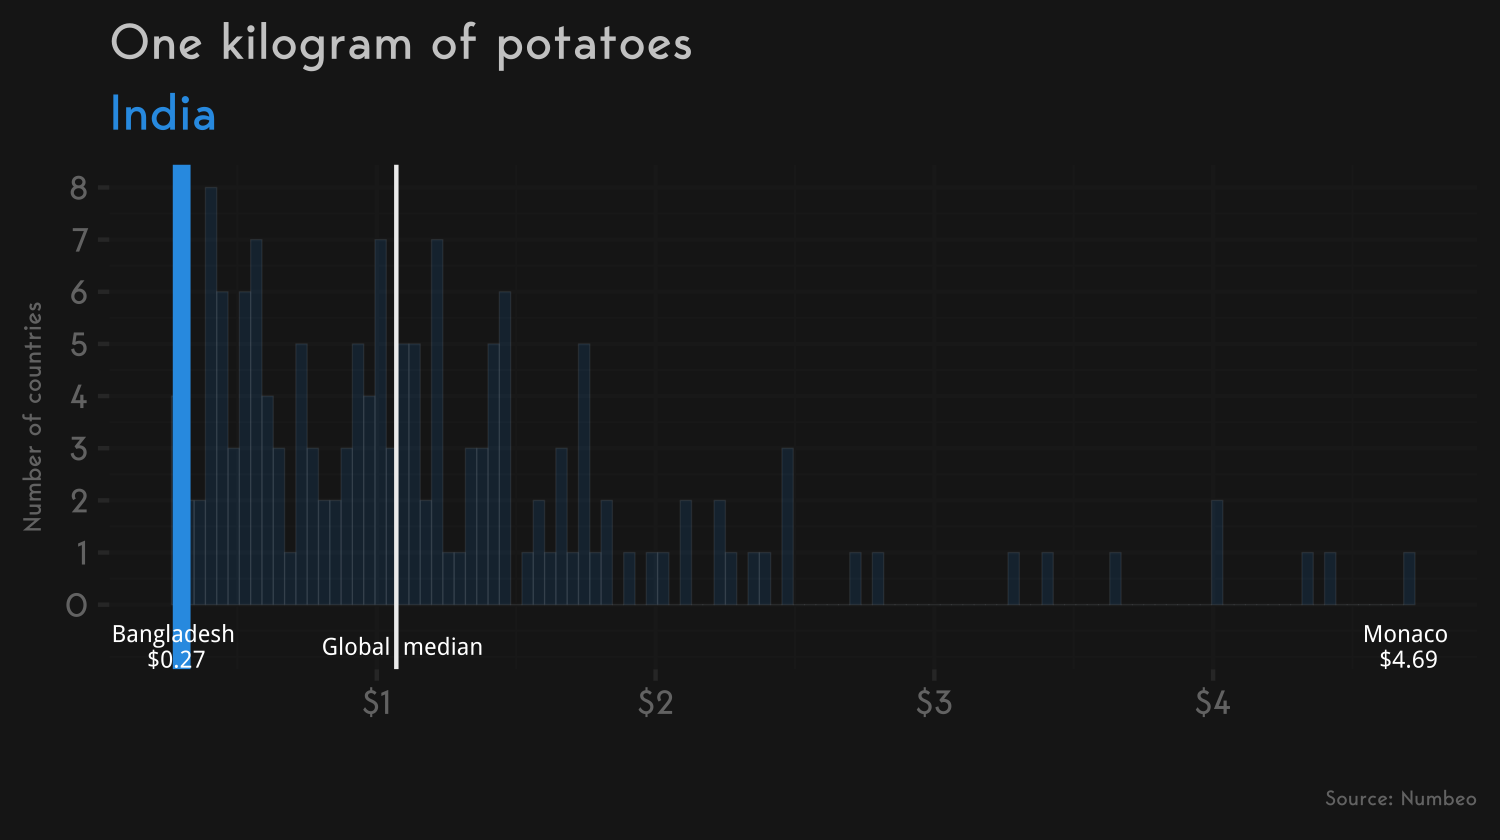 One kilogram of potatoes
India
Number of countries
8
7
6
5
4
3
2
1
0
Bangladesh
$0.27
Global median
Monaco
$4.69
$1 $2 $3 $4
Source: Numbeo